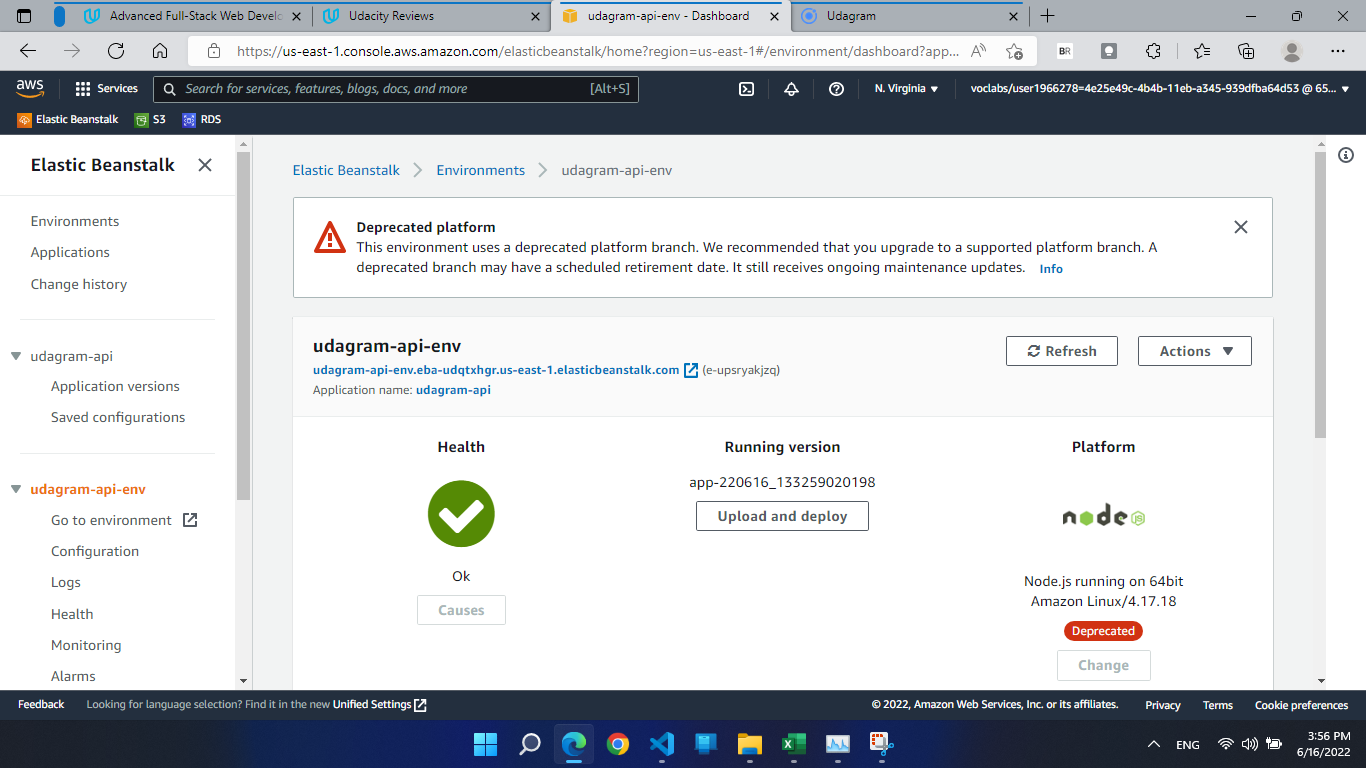 Advanced Full-Stack Web Develo
Udacity Reviews
udagram-api-env - Dashboard
Udagram
https://us-east-1.console.aws.amazon.com/elasticbeanstalk/home?region=us-east-1#/environment/dashboard?app...
BR
aws
Services
Search for services, features, blogs, docs, and more
[Alt+S]
N. Virginia
voclabs/user1966278=4e25e49c-4b4b-11eb-a345-939dfba64d53 @ 65...
Elastic Beanstalk
S3
RDS
Elastic Beanstalk
Environments
Applications
Change history
udagram-api
Application versions
Saved configurations
udagram-api-env
Go to environment
Configuration
Logs
Health
Monitoring
Alarms
Elastic Beanstalk
Environments
udagram-api-env
Deprecated platform
This environment uses a deprecated platform branch. We recommended that you upgrade to a supported platform branch. A
deprecated branch may have a scheduled retirement date. It still receives ongoing maintenance updates. Info
udagram-api-env
udagram-api-env.eba-udqtxhgr.us-east-1.elasticbeanstalk.com (e-upsryakjzq)
Application name: udagram-api
Refresh
Actions
Health
Ok
Causes
Running version
app-220616_133259020198
Upload and deploy
Platform
node JS
Node.js running on 64bit
Amazon Linux/4.17.18
Deprecated
Change
Feedback
Looking for language selection? Find it in the new Unified Settings
© 2022, Amazon Web Services, Inc. or its affiliates.
Privacy
Terms
Cookie preferences
ENG
3:56 PM
6/16/2022